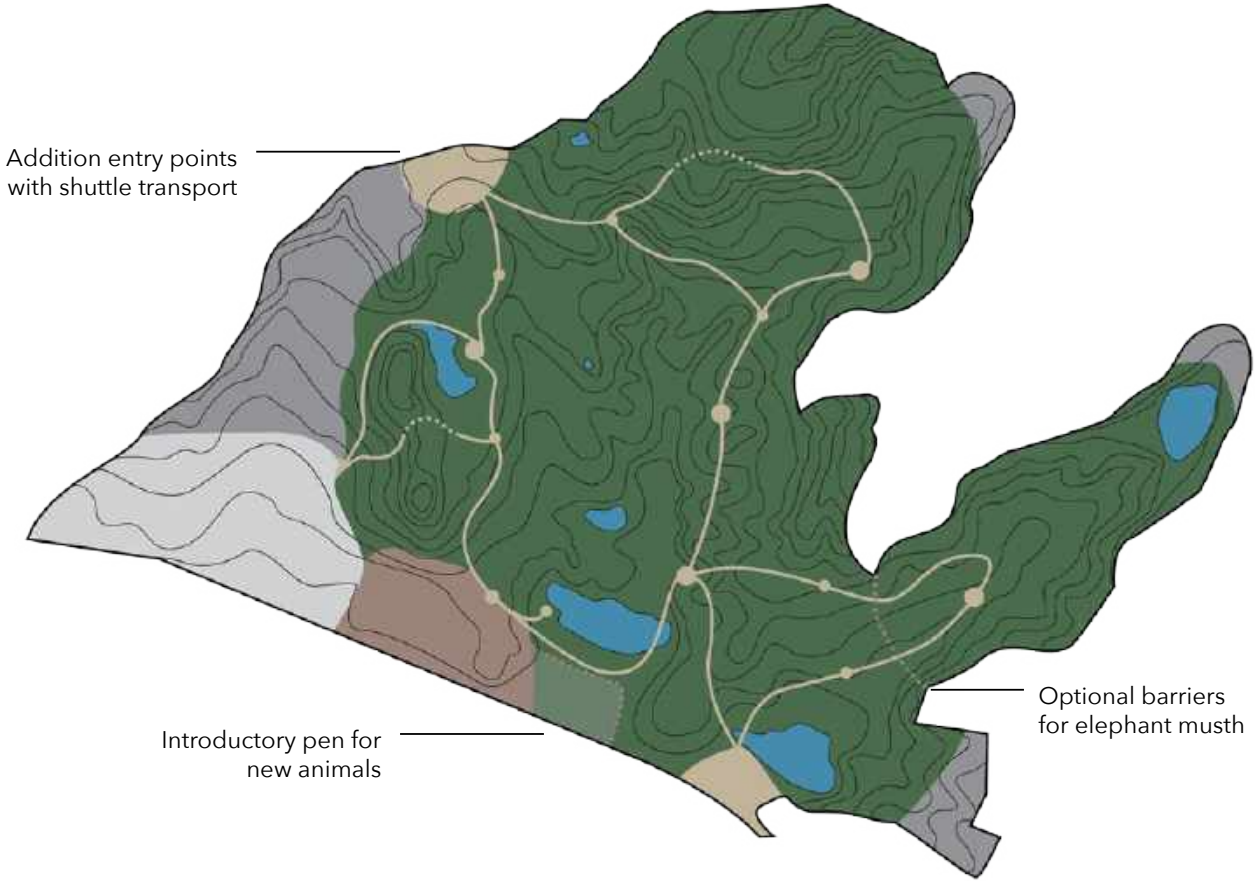 Addition entry points
with shuttle transport
Optional barriers
for elephant musth
Introductory pen for
new animals